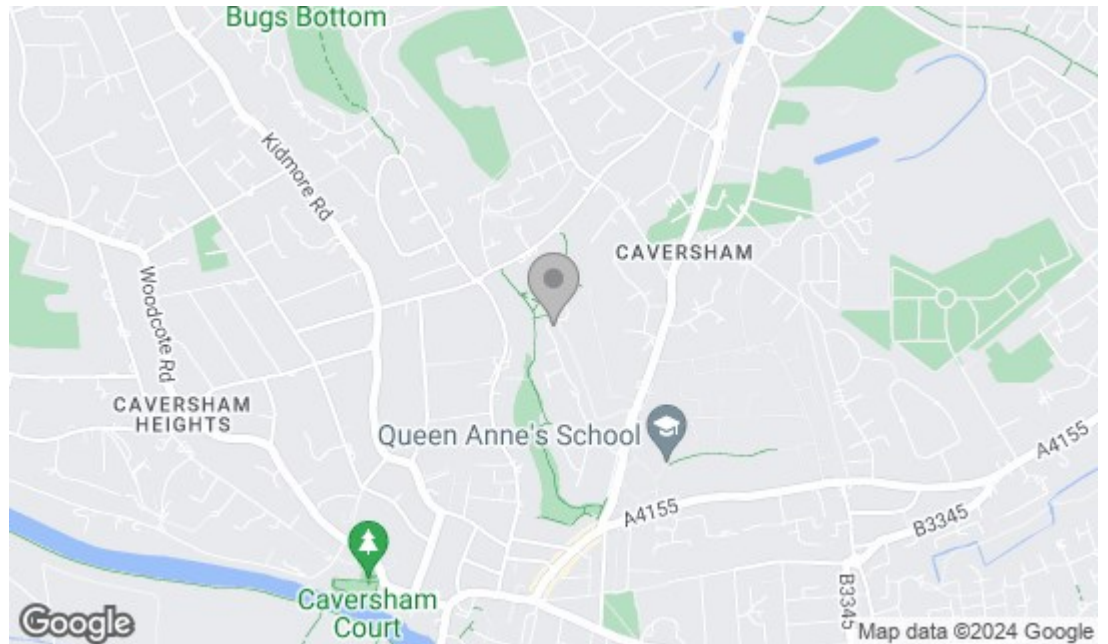 Bugs Bottom
Kidmore Rd
CAVERSHAM
Woodcote Rd
CAVERSHAM
HEIGHTS
Queen Anne's School
A4155
A4155
B3345
B3345
Caversham
Court
Google
Map data ©2024 Google